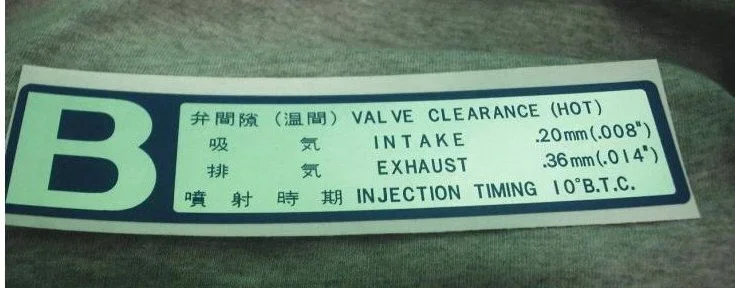 B
弁間隙（温間）VALVE CLEARANCE (HOT)
吸気 INTAKE .20mm(.008")
排気 EXHAUST .36mm(.014")
噴射時期 INJECTION TIMING 10°B.T.C.